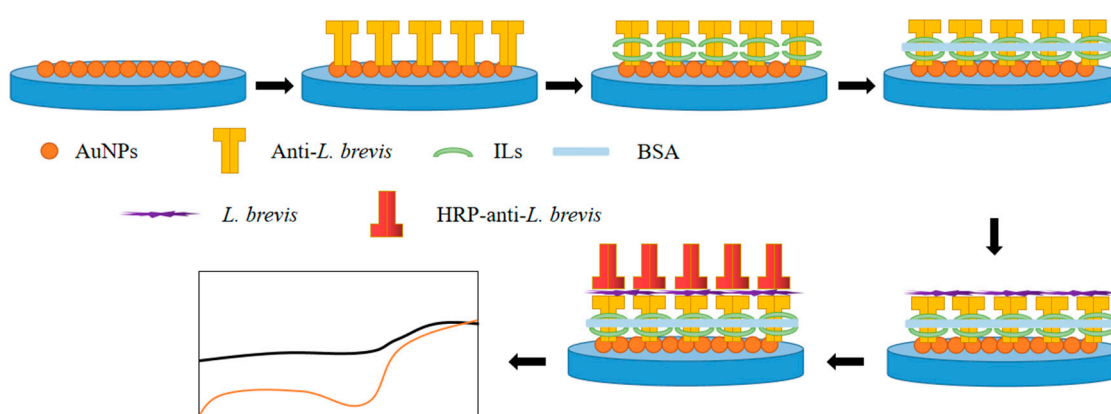 AuNPs
Anti-L. brevis
ILs
BSA
L. brevis
HRP-anti-L. brevis